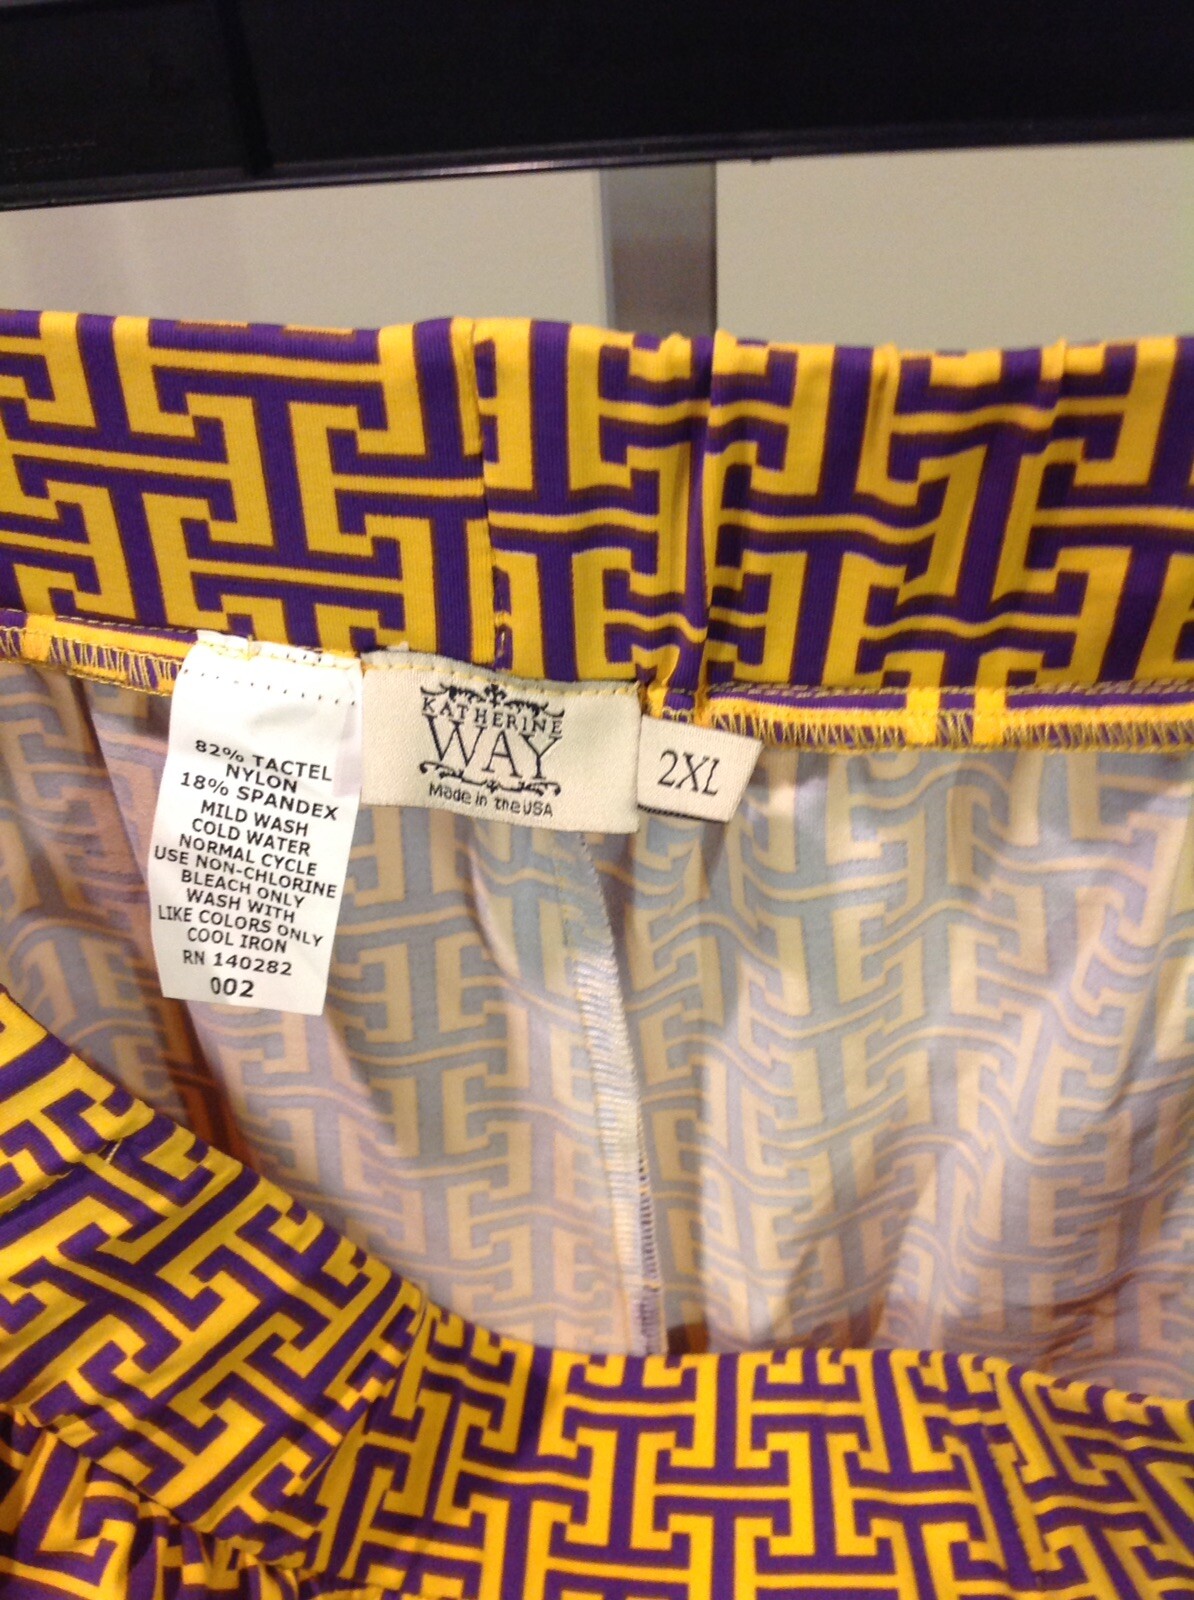 82% TACTEL
NYLON
18% SPANDEX
MILD WASH
COLD WATER
NORMAL CYCLE
USE NON-CHLORINE
BLEACH ONLY
WASH WITH
LIKE COLORS ONLY
COOL IRON
RN 140282
002
KATHERINE
WAY
Made in the USA
2XL